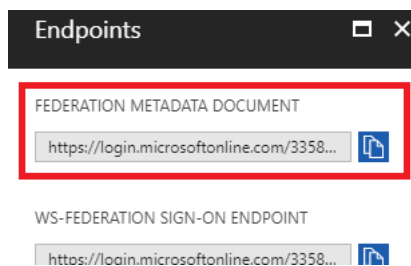 Endpoints
FEDERATION METADATA DOCUMENT
https://login.microsoftonline.com/3358...
WS-FEDERATION SIGN-ON ENDPOINT
https://login.microsoftonline.com/3358...